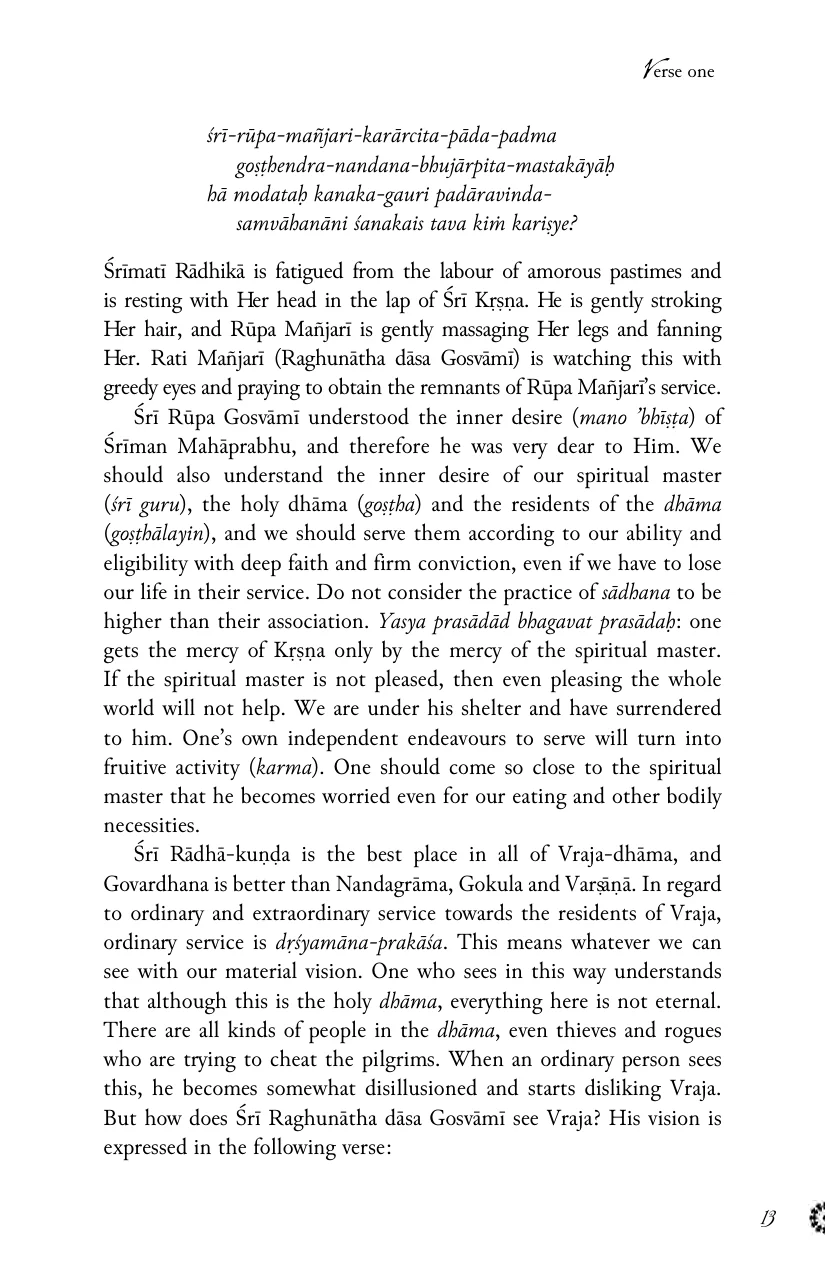 Verse one
śrī-rūpa-mañjari-karārcita-pāda-padma
goṣṭhendra-nandana-bhujārpita-mastakāyāḥ
hā modataḥ kanaka-gauri padāravinda-
samvāhanāni śanakais tava kiṁ kariṣye?
Śrīmatī Rādhikā is fatigued from the labour of amorous pastimes and
is resting with Her head in the lap of Śrī Kṛṣṇa. He is gently stroking
Her hair, and Rūpa Mañjarī is gently massaging Her legs and fanning
Her. Rati Mañjarī (Raghunātha dāsa Gosvāmī) is watching this with
greedy eyes and praying to obtain the remnants of Rūpa Mañjarī’s service.
Śrī Rūpa Gosvāmī understood the inner desire (mano ’bhīṣṭa) of
Śrīman Mahāprabhu, and therefore he was very dear to Him. We
should also understand the inner desire of our spiritual master
(śrī guru), the holy dhāma (goṣṭha) and the residents of the dhāma
(goṣṭhālayin), and we should serve them according to our ability and
eligibility with deep faith and firm conviction, even if we have to lose
our life in their service. Do not consider the practice of sādhana to be
higher than their association. Yasya prasādād bhagavat prasādaḥ: one
gets the mercy of Kṛṣṇa only by the mercy of the spiritual master.
If the spiritual master is not pleased, then even pleasing the whole
world will not help. We are under his shelter and have surrendered
to him. One’s own independent endeavours to serve will turn into
fruitive activity (karma). One should come so close to the spiritual
master that he becomes worried even for our eating and other bodily
necessities.
Śrī Rādhā-kuṇḍa is the best place in all of Vraja-dhāma, and
Govardhana is better than Nandagrāma, Gokula and Varṣāṇā. In regard
to ordinary and extraordinary service towards the residents of Vraja,
ordinary service is dṛśyamāna-prakāśa. This means whatever we can
see with our material vision. One who sees in this way understands
that although this is the holy dhāma, everything here is not eternal.
There are all kinds of people in the dhāma, even thieves and rogues
who are trying to cheat the pilgrims. When an ordinary person sees
this, he becomes somewhat disillusioned and starts disliking Vraja.
But how does Śrī Raghunātha dāsa Gosvāmī see Vraja? His vision is
expressed in the following verse:
13